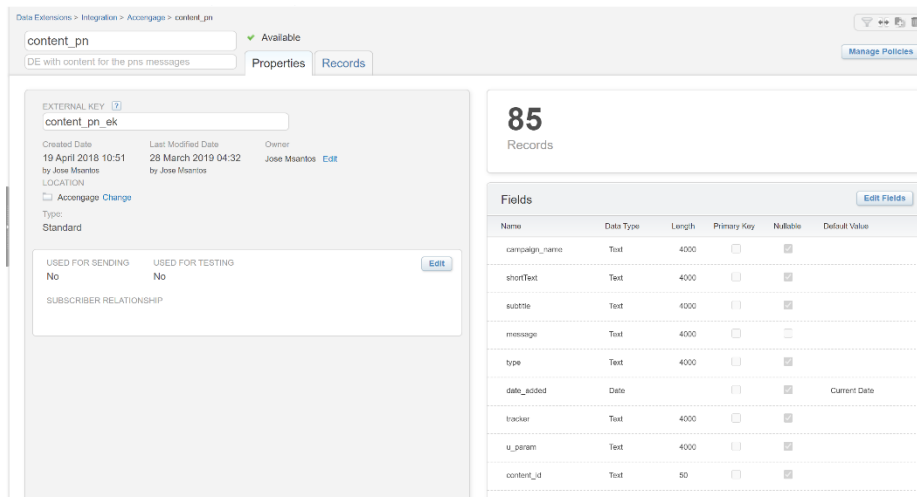 Data Extensions > Integration > Accengage > content_pn
content_pn
Available
DE with content for the pns messages
Properties
Records
Manage Policies
EXTERNAL KEY ?
content_pn_ek
Created Date Last Modified Date Owner
19 April 2018 10:51 28 March 2019 04:32 Jose Msantos Edit
by Jose Msantos by Jose Msantos
LOCATION
Accengage Change
Type:
Standard
USED FOR SENDING USED FOR TESTING Edit
No No
SUBSCRIBER RELATIONSHIP
85
Records
Fields Edit Fields
Name Data Type Length Primary Key Nullable Default Value
campaign_name Text 4000
shortText Text 4000
subtitle Text 4000
message Text 4000
type Text 4000
date_added Date Current Date
tracker Text 4000
u_param Text 4000
content_id Text 50